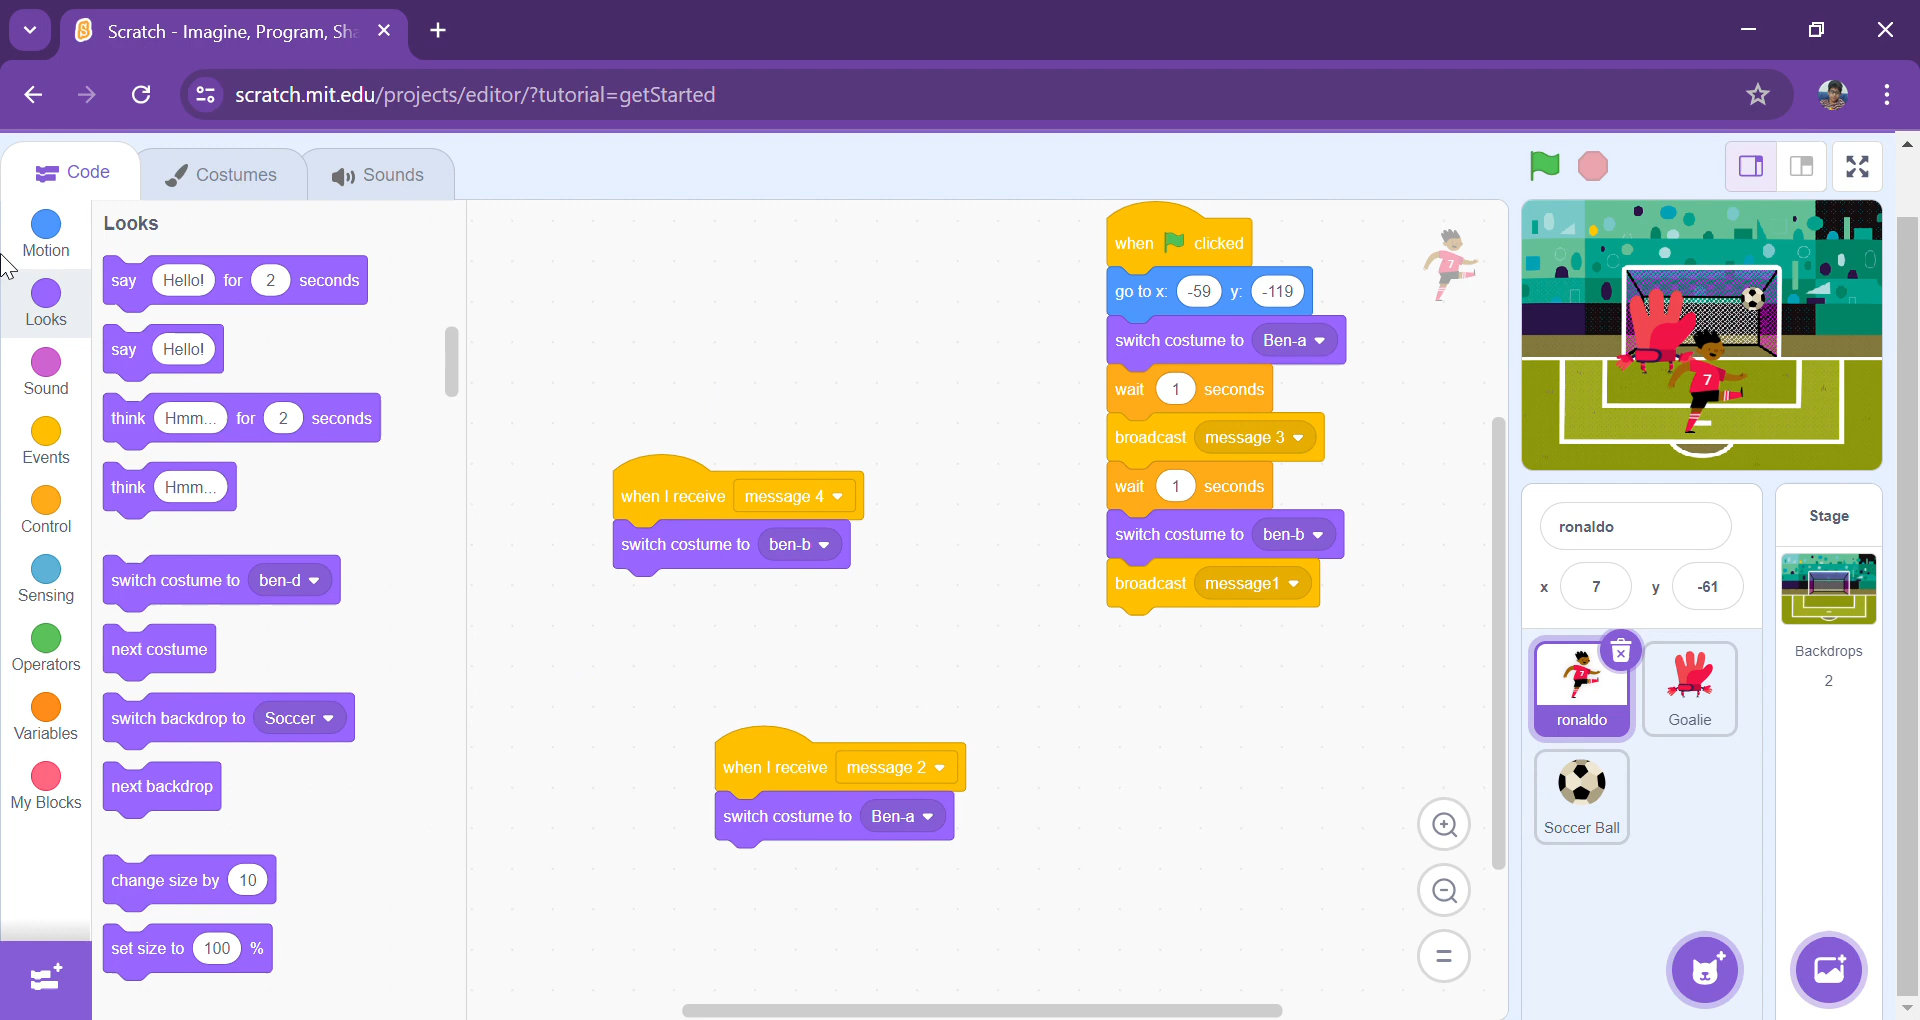 Scratch - Imagine, Program, Sha
scratch.mit.edu/projects/editor/?tutorial=getStarted
Code
Costumes
Sounds
Motion
Looks
Sound
Events
Control
Sensing
Operators
Variables
My Blocks
Looks
say Hello! for 2 seconds
say Hello!
think Hmm... for 2 seconds
think Hmm...
switch costume to ben-d
next costume
switch backdrop to Soccer
next backdrop
change size by 10
set size to 100 %
when I receive message 4
switch costume to ben-b
when I receive message 2
switch costume to Ben-a
when clicked
go to x: -59 y: -119
switch costume to Ben-a
wait 1 seconds
broadcast message 3
wait 1 seconds
switch costume to ben-b
broadcast message1
7
7
ronaldo
x 7 y -61
ronaldo
Goalie
Soccer Ball
Stage
Backdrops
2